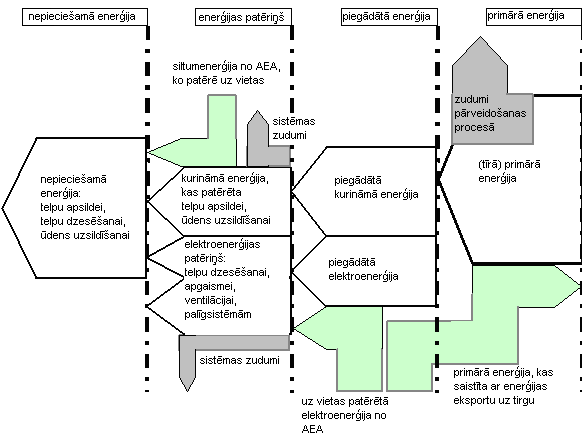 nepieciešamā enerģija
enerģijas patēriņš
piegādātā enerģija
primārā enerģija
siltumenerģija no AEA,
ko patērē uz vietas
sistēmas
zudumi
zudumi
pārveidošanas
procesā
nepieciešamā
enerģija:
telpu apsildei,
telpu dzesēšanai,
ūdens uzsildīšanai
kurināmā enerģija,
kas patērēta
telpu apsildei,
ūdens uzsildīšanai
piegādātā
kurināmā enerģija
(tīrā) primārā
enerģija
elektroenerģijas
patēriņš:
telpu dzesēšanai,
apgaismei,
ventilācijai,
palīgsistēmām
piegādātā
elektroenerģija
sistēmas zudumi
uz vietas patērētā
elektroenerģija no
AEA
primārā enerģija, kas
saistīta ar enerģijas
eksportu uz tirgu